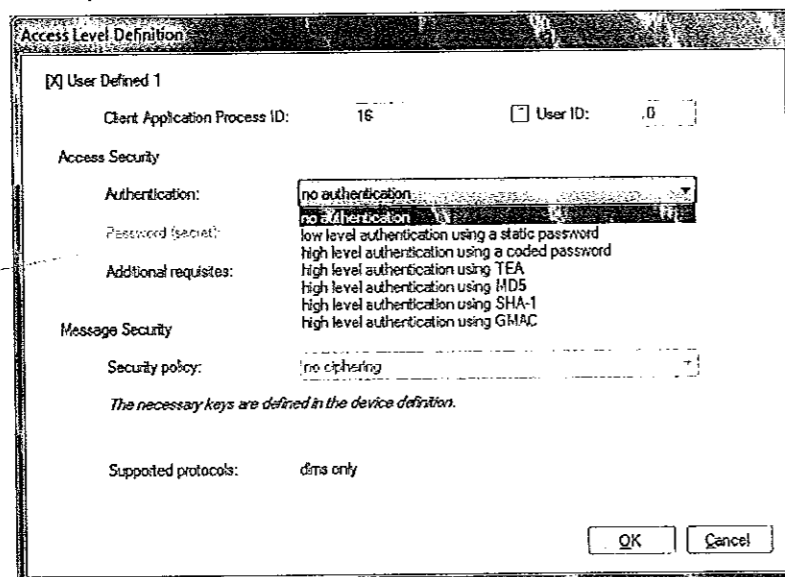 Access Level Definition
[X] User Defined 1
Client Application Process ID: 16 User ID: 0
Access Security
Authentication: no authentication
no authentication
Password (secret):
low level authentication using a static password
high level authentication using a coded password
Additional requisites:
high level authentication using TEA
high level authentication using MD5
high level authentication using SHA-1
high level authentication using GMAC
Message Security
Security policy: no ciphering
The necessary keys are defined in the device definition.
Supported protocols: dlms only
OK Cancel